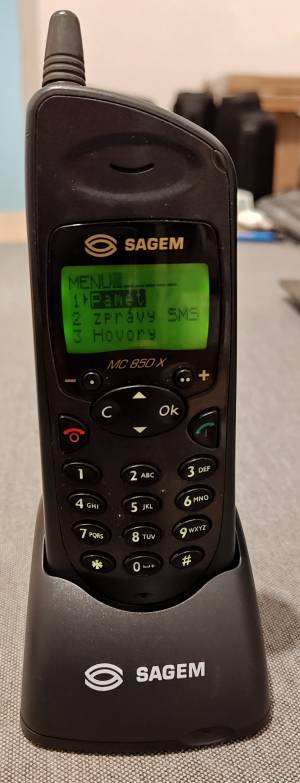 SAGEM
MENU
1 Paměť
2 zprávy SMS
3 Hovory
MC 850 X
- +
C Ok
1 2 ABC 3 DEF
4 GHI 5 JKL 6 MNO
7 PQRS 8 TUV 9 WXYZ
* 0 + #
SAGEM